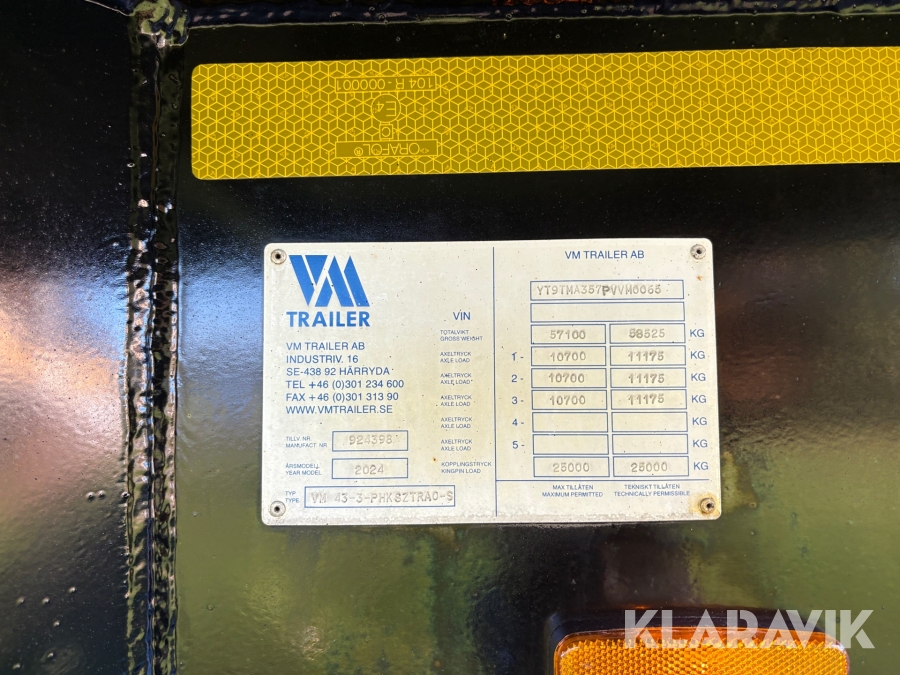 104 R-000001
E4
ORAFOL®
VM
TRAILER
VM TRAILER AB
INDUSTRIV. 16
SE-438 92 HÄRRYDA
TEL +46 (0)301 234 600
FAX +46 (0)301 313 90
WWW.VMTRAILER.SE
TILLV. NR.
MANUFACT. NR. 924398
ÅRSMODELL
YEAR MODEL 2024
TYP
TYPE VM 43-3-PHK
VM TRAILER AB
VIN
TOTALVIKT
GROSS WEIGHT 57100 KG
AXELTRYCK
AXLE LOAD 1- 10700 11175 KG
AXELTRYCK
AXLE LOAD 2- 10700 11175 KG
AXELTRYCK
AXLE LOAD 3- 10700 11175 KG
AXELTRYCK
AXLE LOAD 4- KG
AXELTRYCK
AXLE LOAD 5- KG
KOPPLINGSTRYCK
KINGPIN LOAD 25000 25000 KG
MAX TILLÅTEN
MAXIMUM PERMITTED
TEKNISKT TILLÅTEN
TECHNICALLY PERMISSIBLE
KLARAVIK